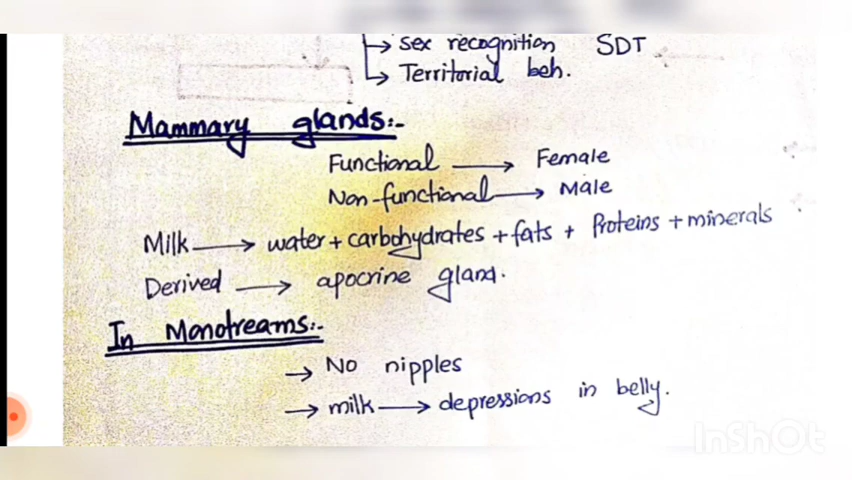 → Sex recognition SDT
→ Territorial beh.
Mammary glands:-
Functional → Female
Non-functional → Male
Milk → water + carbohydrates + fats + Proteins + minerals
Derived → apocrine gland.
In Monotreams:-
→ No nipples
→ milk → depressions in belly.
InShOt